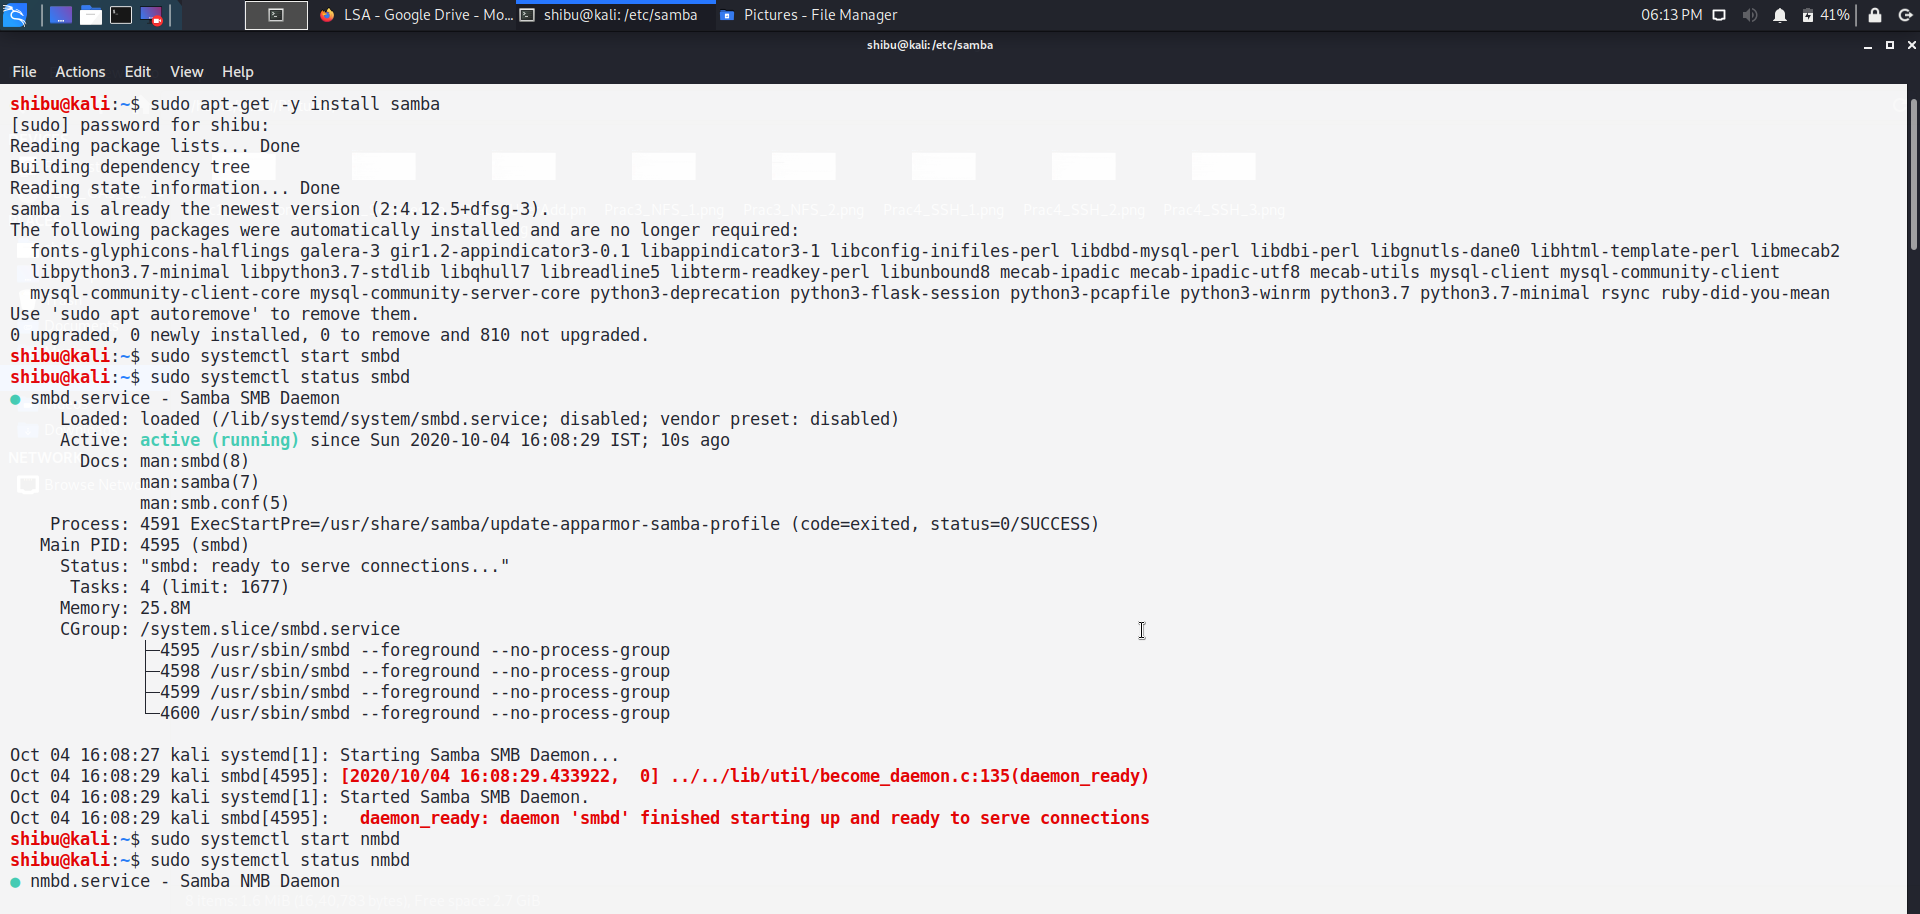 LSA - Google Drive - Mo...
shibu@kali: /etc/samba
Pictures - File Manager
06:13 PM
41%
shibu@kali:/etc/samba
File Actions Edit View Help
shibu@kali:~$ sudo apt-get -y install samba
[sudo] password for shibu:
Reading package lists... Done
Building dependency tree
Reading state information... Done
samba is already the newest version (2:4.12.5+dfsg-3).
Prac3_NFS_1.png Prac3_NFS_2.png Prac4_SSH_1.png Prac4_SSH_2.png Prac4_SSH_3.png
The following packages were automatically installed and are no longer required:
fonts-glyphicons-halflings galera-3 gir1.2-appindicator3-0.1 libappindicator3-1 libconfig-inifiles-perl libdbd-mysql-perl libdbi-perl libgnutls-dane0 libhtml-template-perl libmecab2
libpython3.7-minimal libpython3.7-stdlib libqhull7 libreadline5 libterm-readkey-perl libunbound8 mecab-ipadic mecab-ipadic-utf8 mecab-utils mysql-client mysql-community-client
mysql-community-client-core mysql-community-server-core python3-deprecation python3-flask-session python3-pcapfile python3-winrm python3.7 python3.7-minimal rsync ruby-did-you-mean
Use 'sudo apt autoremove' to remove them.
0 upgraded, 0 newly installed, 0 to remove and 810 not upgraded.
shibu@kali:~$ sudo systemctl start smbd
shibu@kali:~$ sudo systemctl status smbd
● smbd.service - Samba SMB Daemon
Loaded: loaded (/lib/systemd/system/smbd.service; disabled; vendor preset: disabled)
Active: active (running) since Sun 2020-10-04 16:08:29 IST; 10s ago
Docs: man:smbd(8)
man:samba(7)
man:smb.conf(5)
Process: 4591 ExecStartPre=/usr/share/samba/update-apparmor-samba-profile (code=exited, status=0/SUCCESS)
Main PID: 4595 (smbd)
Status: "smbd: ready to serve connections..."
Tasks: 4 (limit: 1677)
Memory: 25.8M
CGroup: /system.slice/smbd.service
├─4595 /usr/sbin/smbd --foreground --no-process-group
├─4598 /usr/sbin/smbd --foreground --no-process-group
├─4599 /usr/sbin/smbd --foreground --no-process-group
└─4600 /usr/sbin/smbd --foreground --no-process-group
Oct 04 16:08:27 kali systemd[1]: Starting Samba SMB Daemon...
Oct 04 16:08:29 kali smbd[4595]: [2020/10/04 16:08:29.433922,  0] ../../lib/util/become_daemon.c:135(daemon_ready)
Oct 04 16:08:29 kali systemd[1]: Started Samba SMB Daemon.
Oct 04 16:08:29 kali smbd[4595]:   daemon_ready: daemon 'smbd' finished starting up and ready to serve connections
shibu@kali:~$ sudo systemctl start nmbd
shibu@kali:~$ sudo systemctl status nmbd
● nmbd.service - Samba NMB Daemon